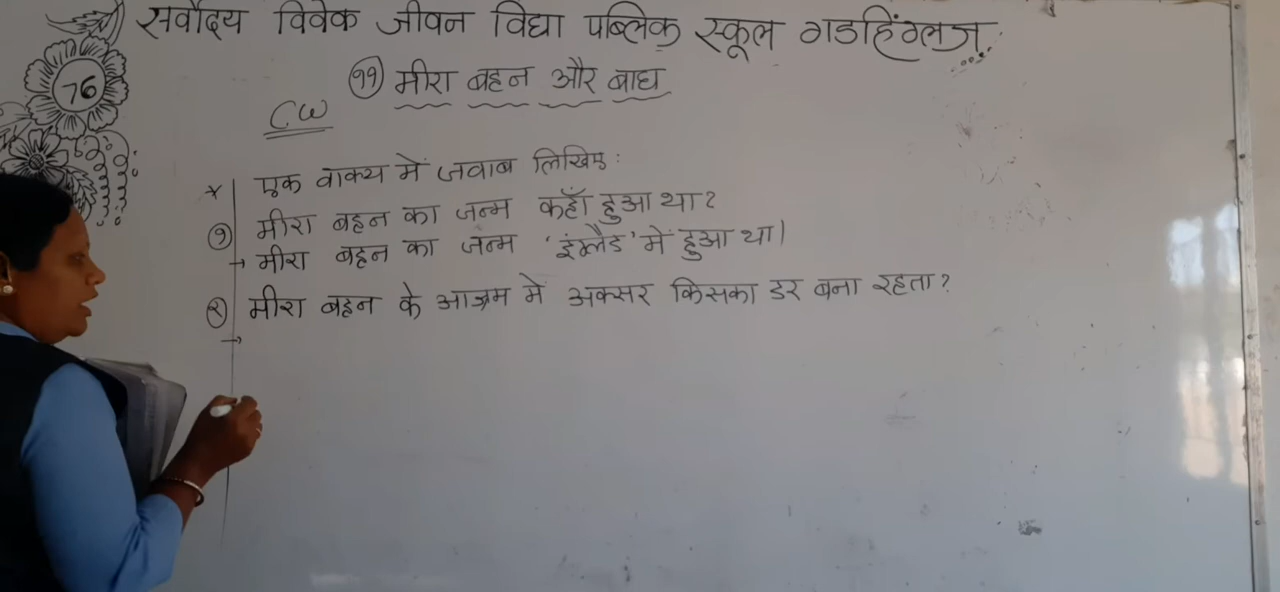 सर्वोदय विवेक जीवन विद्या पब्लिक स्कूल गडहिंग्लज.
76
(११) मीरा बहन और बाघ
CW
* एक वाक्य में जवाब लिखिए :
(१) मीरा बहन का जन्म कहाँ हुआ था?
→ मीरा बहन का जन्म 'इंग्लैड' में हुआ था।
(२) मीरा बहन के आश्रम में अक्सर किसका डर बना रहता?
→